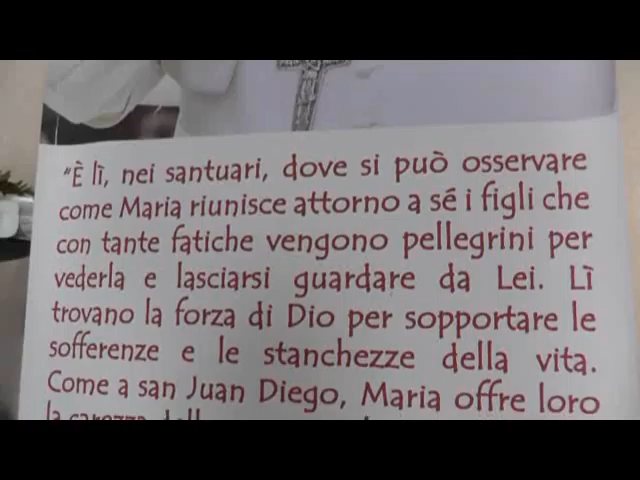 "È lì, nei santuari, dove si può osservare
come Maria riunisce attorno a sé i figli che
con tante fatiche vengono pellegrini per
vederla e lasciarsi guardare da Lei. Lì
trovano la forza di Dio per sopportare le
sofferenze e le stanchezze della vita.
Come a san Juan Diego, Maria offre loro
la carezza